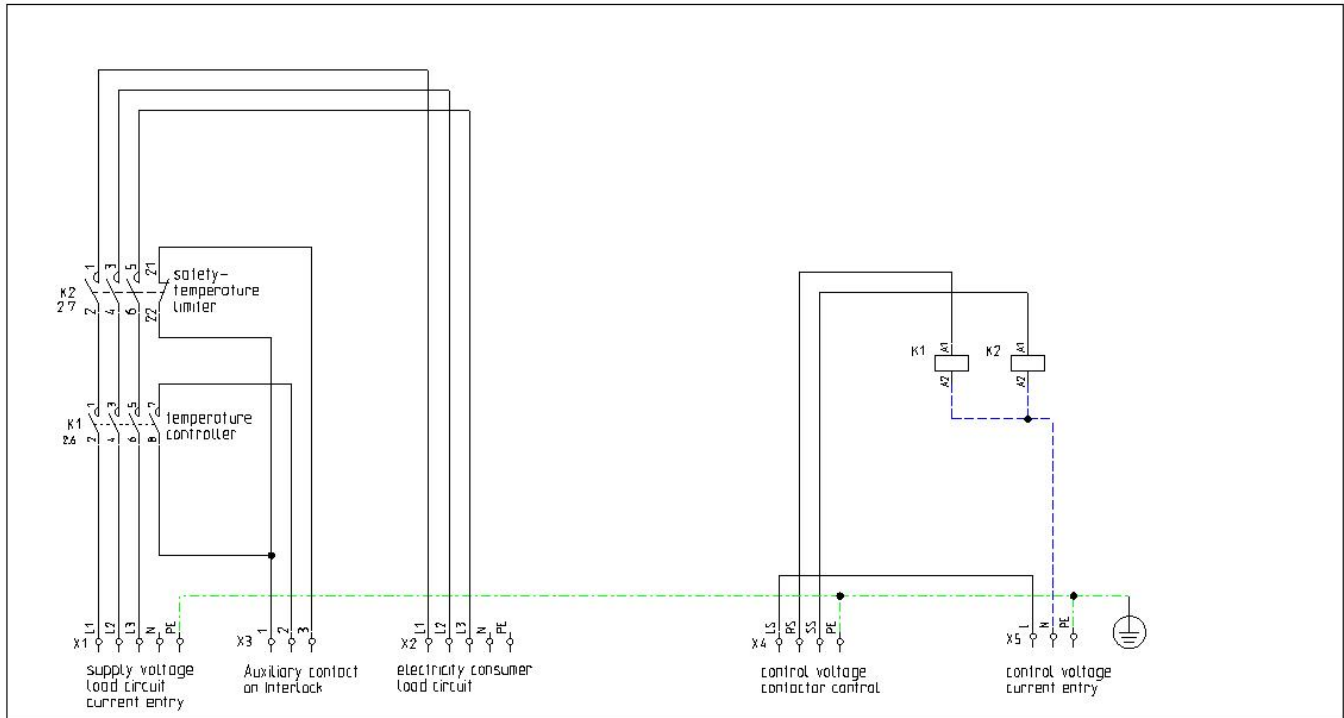 1 3 5 21
K2
2 7
2 4 6 22
safety-
temperature
limiter
1 3 5 7
K1
2.6
2 4 6 8
temperature
controller
K1 A1 A2
K2 A1 A2
X1 L1 L2 L3 N PE
supply voltage
load circuit
current entry
X3 1 2 3
Auxiliary contact
on Interlock
X2 L1 L2 L3 N PE
electricity consumer
load circuit
X4 LS RS SS PE
control voltage
contactor control
X5 L N PE
control voltage
current entry